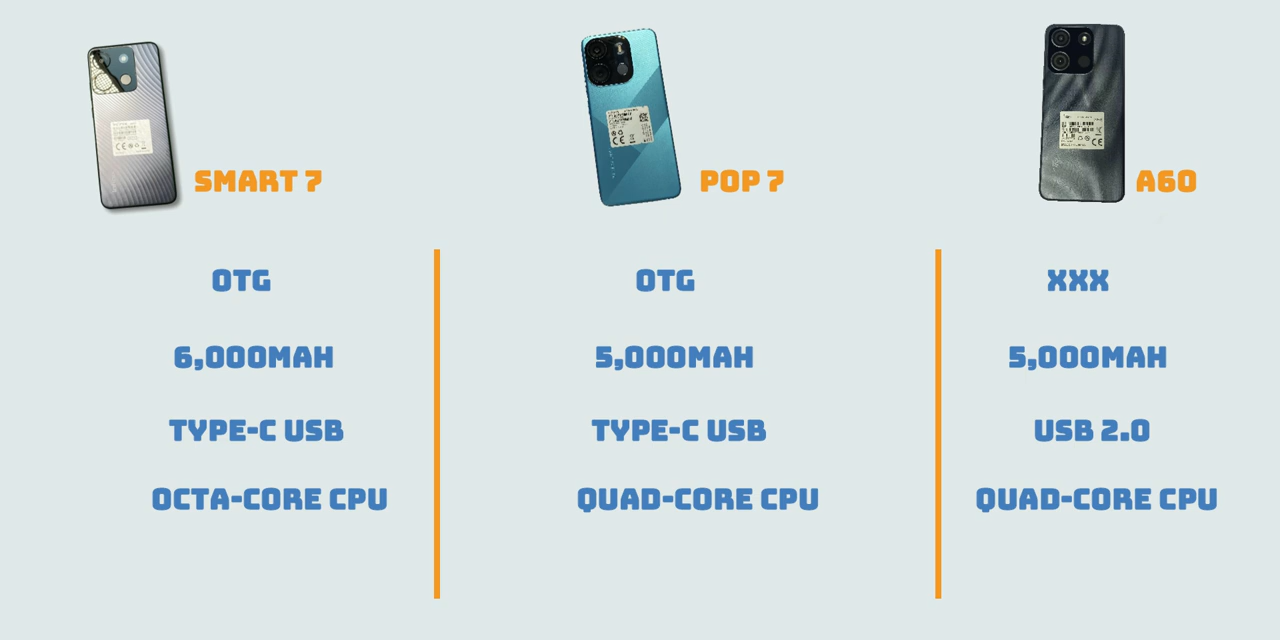 SMART 7
POP 7
A60
OTG
OTG
XXX
6,000MAH
5,000MAH
5,000MAH
TYPE-C USB
TYPE-C USB
USB 2.0
OCTA-CORE CPU
QUAD-CORE CPU
QUAD-CORE CPU